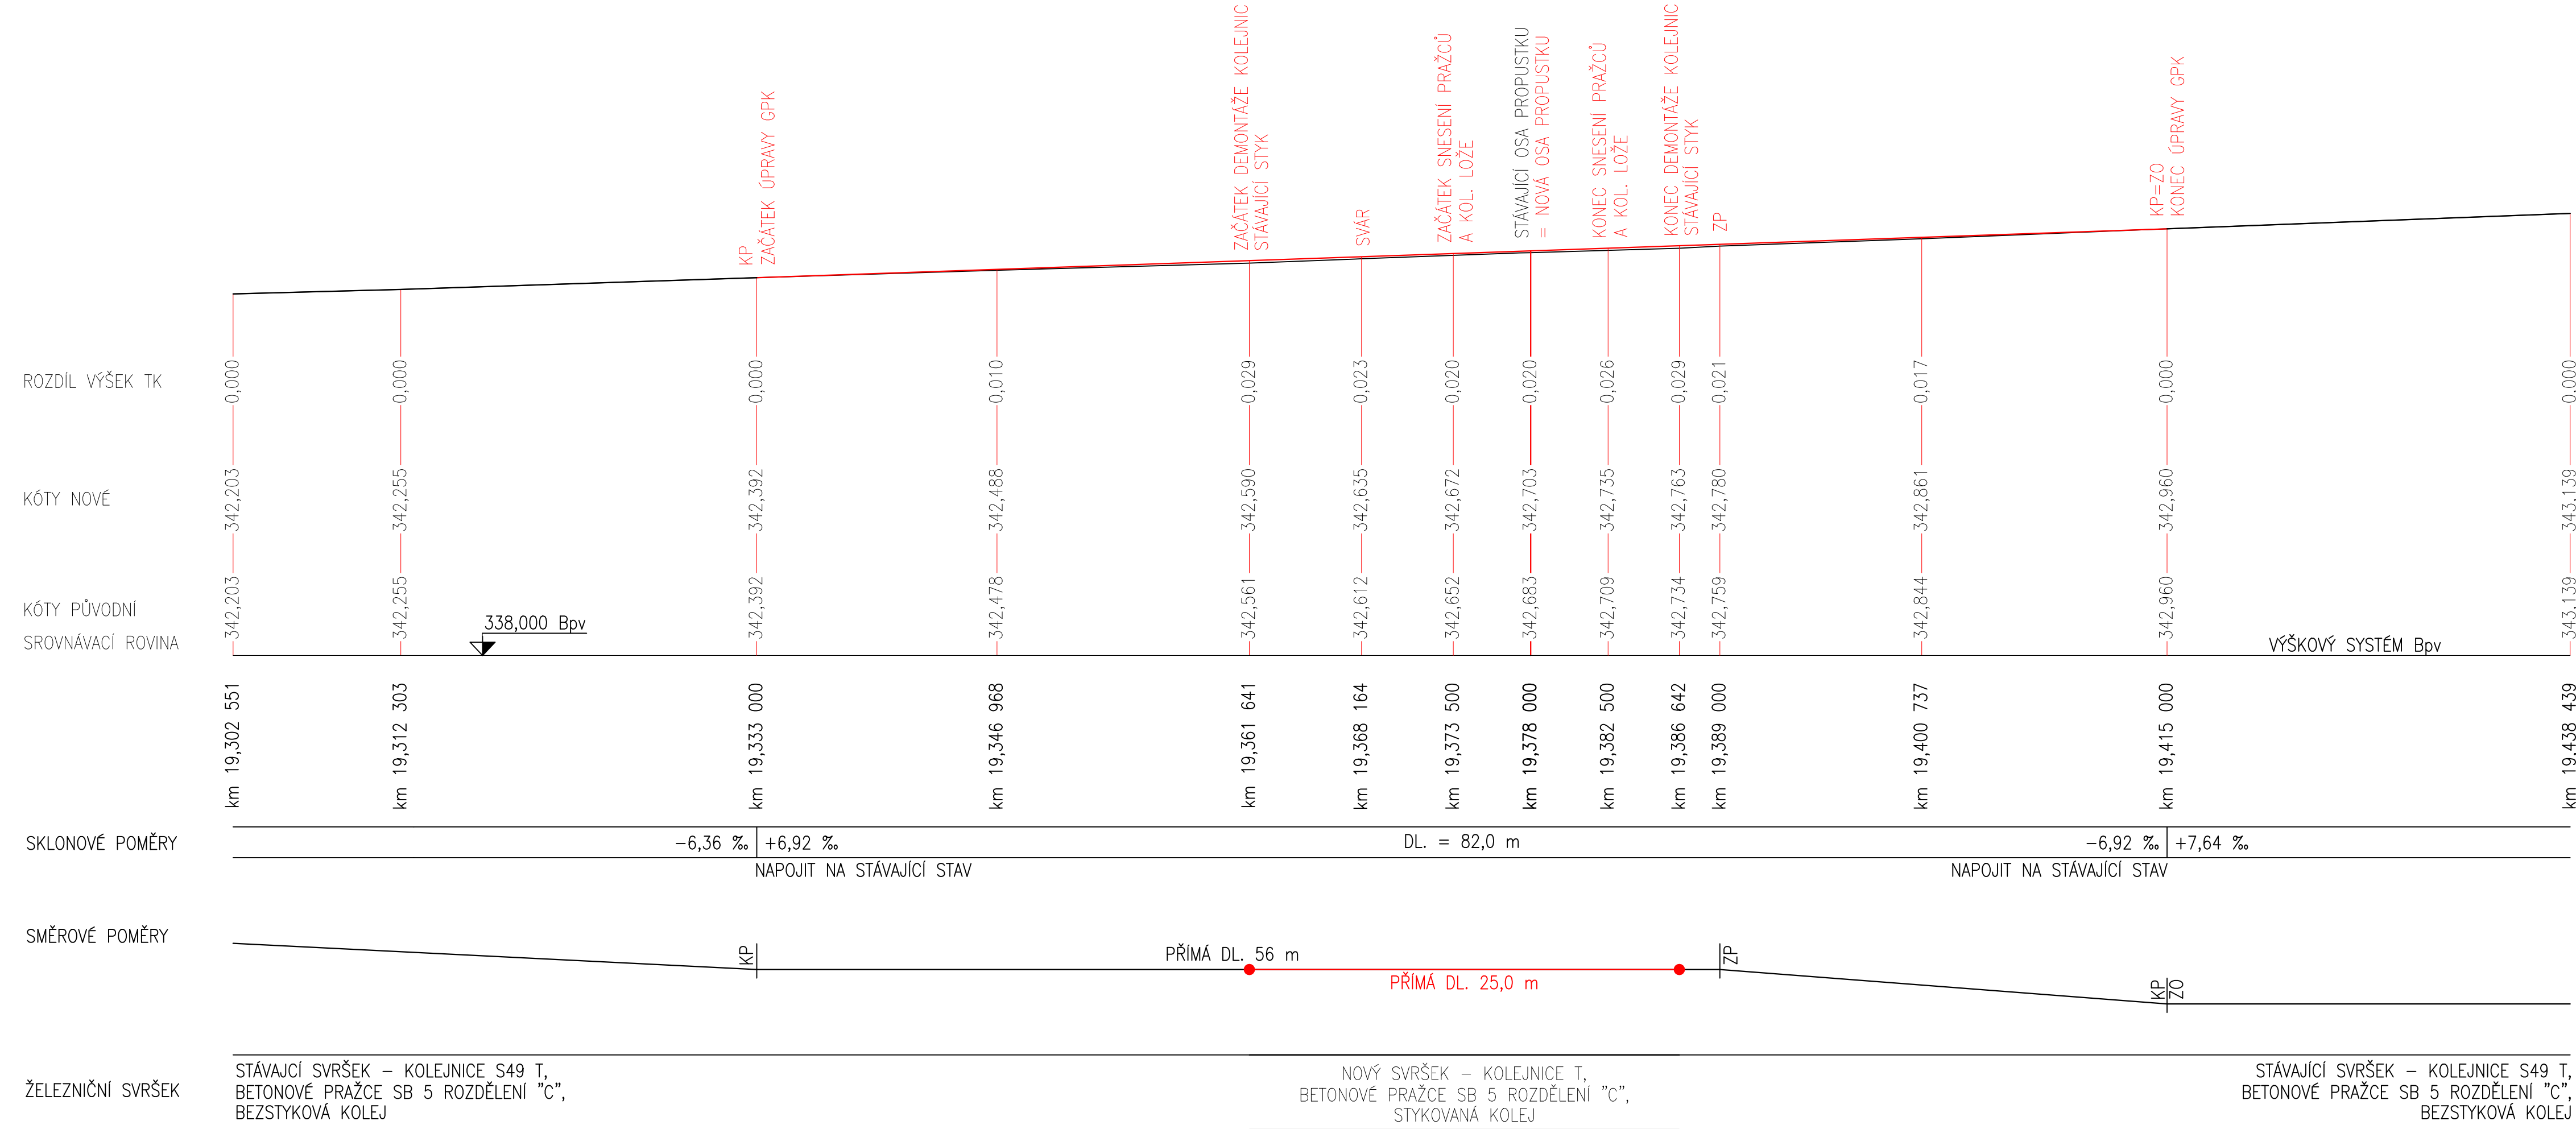 KP
ZAČÁTEK ÚPRAVY GPK
ZAČÁTEK DEMONTÁŽE KOLEJNIC
STÁVAJÍCÍ STYK
SVÁR
ZAČÁTEK SNESENÍ PRAŽCŮ
A KOL. LOŽE
STÁVAJÍCÍ OSA PROPUSTKU
= NOVÁ OSA PROPUSTKU
KONEC SNESENÍ PRAŽCŮ
A KOL. LOŽE
KONEC DEMONTÁŽE KOLEJNIC
STÁVAJÍCÍ STYK
ZP
KP=ZO
KONEC ÚPRAVY GPK
ROZDÍL VÝŠEK TK
0,000
0,000
0,000
0,010
0,029
0,023
0,020
0,020
0,026
0,029
0,021
0,017
0,000
0,000
KÓTY NOVÉ
342,203
342,255
342,392
342,488
342,590
342,635
342,672
342,703
342,735
342,763
342,780
342,861
342,960
343,139
KÓTY PŮVODNÍ
342,203
342,255
342,392
342,478
342,561
342,612
342,652
342,683
342,709
342,734
342,759
342,844
342,960
343,139
SROVNÁVACÍ ROVINA
338,000 Bpv
VÝŠKOVÝ SYSTÉM Bpv
km 19,302 551
km 19,312 303
km 19,333 000
km 19,346 968
km 19,361 641
km 19,368 164
km 19,373 500
km 19,378 000
km 19,382 500
km 19,386 642
km 19,389 000
km 19,400 737
km 19,415 000
km 19,438 439
SKLONOVÉ POMĚRY
−6,36 ‰
+6,92 ‰
DL. = 82,0 m
−6,92 ‰
+7,64 ‰
NAPOJIT NA STÁVAJÍCÍ STAV
NAPOJIT NA STÁVAJÍCÍ STAV
SMĚROVÉ POMĚRY
KP
PŘÍMÁ DL. 56 m
PŘÍMÁ DL. 25,0 m
ZP
KP
ZO
ŽELEZNIČNÍ SVRŠEK
STÁVAJCÍ SVRŠEK − KOLEJNICE S49 T,
BETONOVÉ PRAŽCE SB 5 ROZDĚLENÍ "C",
BEZSTYKOVÁ KOLEJ
NOVÝ SVRŠEK − KOLEJNICE T,
BETONOVÉ PRAŽCE SB 5 ROZDĚLENÍ "C",
STYKOVANÁ KOLEJ
STÁVAJÍCÍ SVRŠEK − KOLEJNICE S49 T,
BETONOVÉ PRAŽCE SB 5 ROZDĚLENÍ "C",
BEZSTYKOVÁ KOLEJ